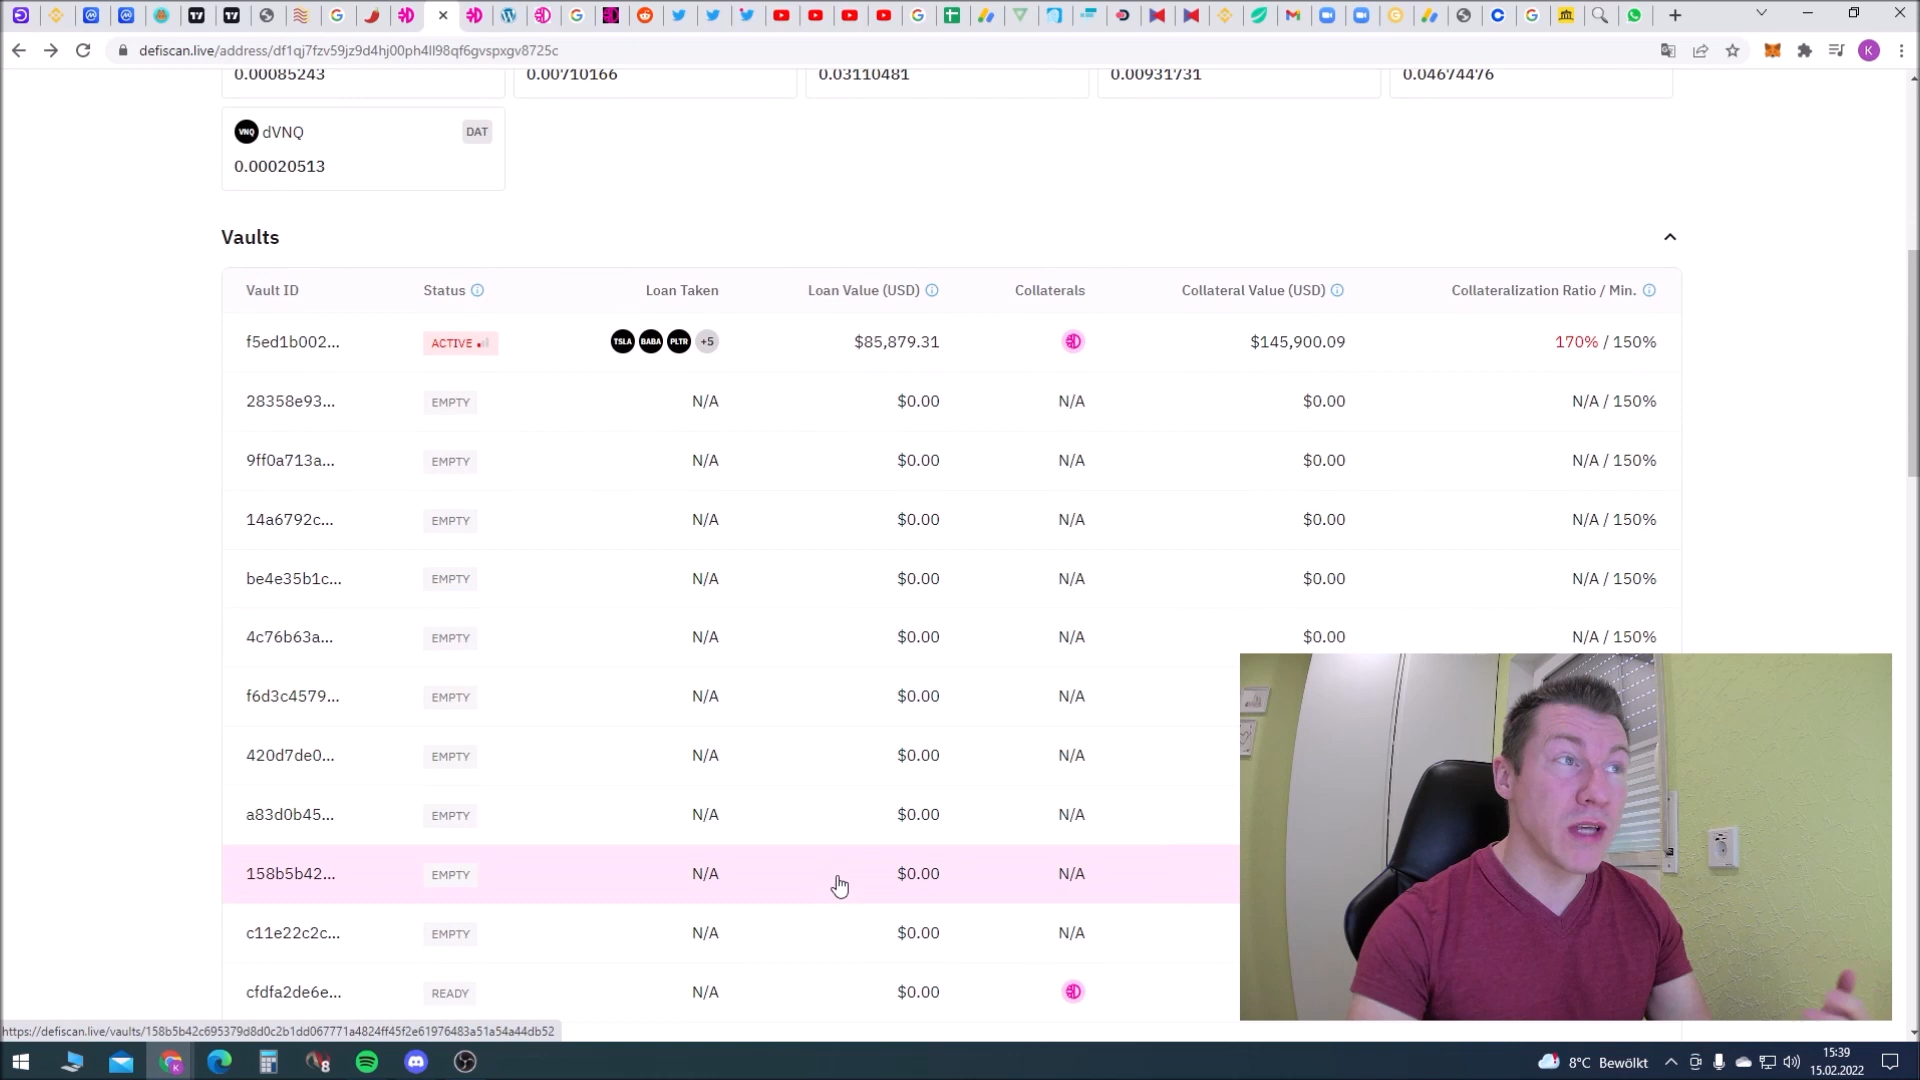 defiscan.live/address/df1qj7fzv59jz9d4hj00ph4ll98qf6gvspxgv8725c
K
0.00085243 0.00710166 0.03110481 0.00931731 0.04674476
VNQ dVNQ DAT
0.00020513
Vaults
Vault ID Status Loan Taken Loan Value (USD) Collaterals Collateral Value (USD) Collateralization Ratio / Min.
f5ed1b002... ACTIVE TSLA BABA PLTR +5 $85,879.31 $145,900.09 170% / 150%
28358e93... EMPTY N/A $0.00 N/A $0.00 N/A / 150%
9ff0a713a... EMPTY N/A $0.00 N/A $0.00 N/A / 150%
14a6792c... EMPTY N/A $0.00 N/A $0.00 N/A / 150%
be4e35b1c... EMPTY N/A $0.00 N/A $0.00 N/A / 150%
4c76b63a... EMPTY N/A $0.00 N/A $0.00 N/A / 150%
f6d3c4579... EMPTY N/A $0.00 N/A
420d7de0... EMPTY N/A $0.00 N/A
a83d0b45... EMPTY N/A $0.00 N/A
158b5b42... EMPTY N/A $0.00 N/A
c11e22c2c... EMPTY N/A $0.00 N/A
cfdfa2de6e... READY N/A $0.00
https://defiscan.live/vaults/158b5b42c695379d8d0c2b1dd067771a4824ff45f2e61976483a51a54a44db52
8°C Bewölkt
15:39
15.02.2022